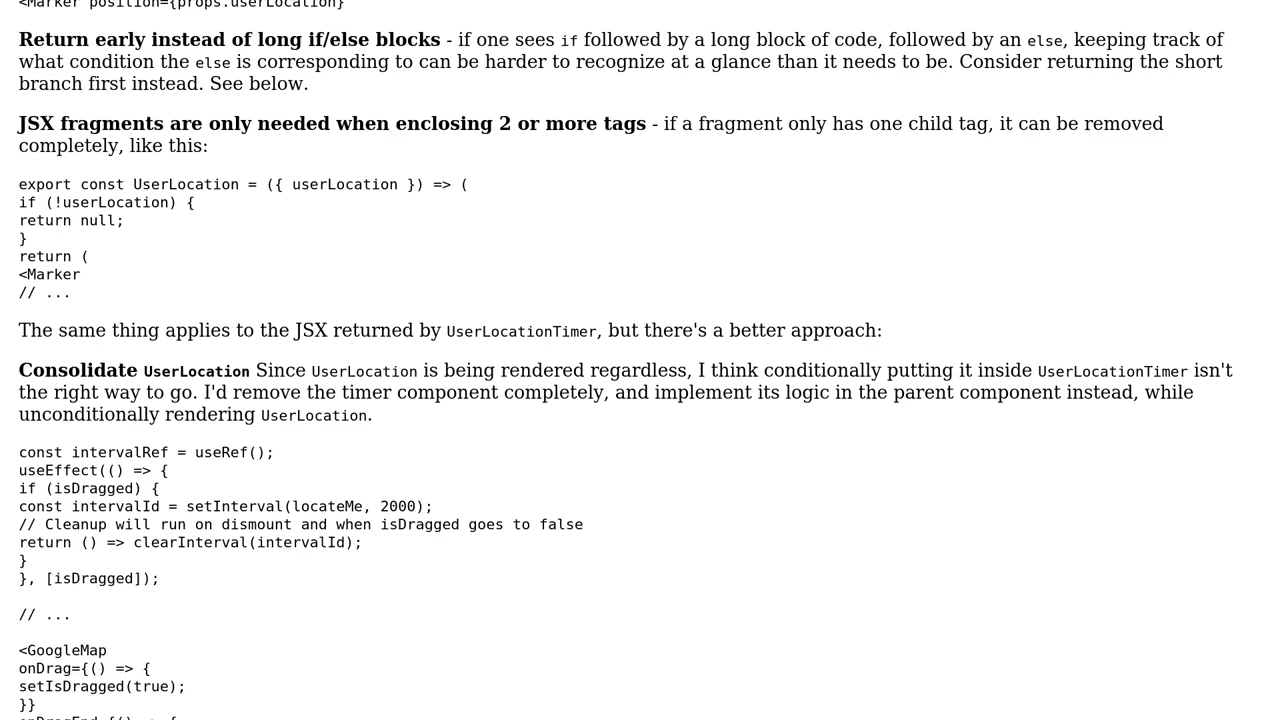 <Marker position={props.userLocation}
Return early instead of long if/else blocks - if one sees if followed by a long block of code, followed by an else, keeping track of
what condition the else is corresponding to can be harder to recognize at a glance than it needs to be. Consider returning the short
branch first instead. See below.
JSX fragments are only needed when enclosing 2 or more tags - if a fragment only has one child tag, it can be removed
completely, like this:
export const UserLocation = ({ userLocation }) => (
if (!userLocation) {
return null;
}
return (
<Marker
// ...
The same thing applies to the JSX returned by UserLocationTimer, but there's a better approach:
Consolidate UserLocation Since UserLocation is being rendered regardless, I think conditionally putting it inside UserLocationTimer isn't
the right way to go. I'd remove the timer component completely, and implement its logic in the parent component instead, while
unconditionally rendering UserLocation.
const intervalRef = useRef();
useEffect(() => {
if (isDragged) {
const intervalId = setInterval(locateMe, 2000);
// Cleanup will run on dismount and when isDragged goes to false
return () => clearInterval(intervalId);
}
}, [isDragged]);
// ...
<GoogleMap
onDrag={() => {
setIsDragged(true);
}}
onDragEnd={() => {